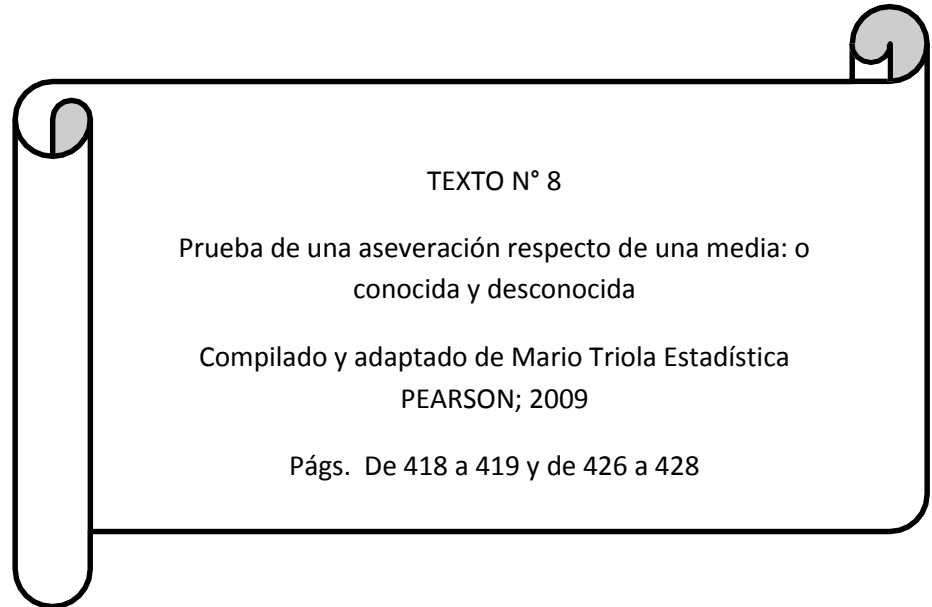 TEXTO N° 8
Prueba de una aseveración respecto de una media: o
conocida y desconocida
Compilado y adaptado de Mario Triola Estadística
PEARSON; 2009
Págs. De 418 a 419 y de 426 a 428